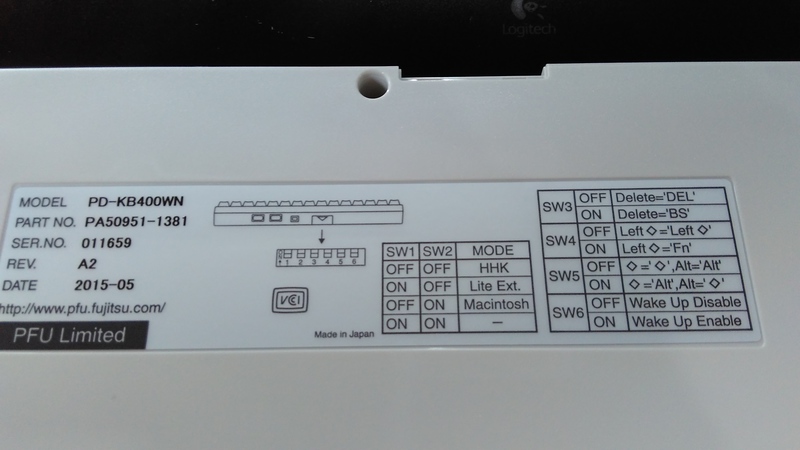 Logitech
MODEL PD-KB400WN
PART NO. PA50951-1381
SER.NO. 011659
REV. A2
DATE 2015-05
http://www.pfu.fujitsu.com/
PFU Limited
1 2 3 4 5 6
VCI
Made in Japan
SW1 SW2 MODE
OFF OFF HHK
ON OFF Lite Ext.
OFF ON Macintosh
ON ON —
SW3 OFF Delete='DEL'
ON Delete='BS'
SW4 OFF Left ◇='Left ◇'
ON Left ◇='Fn'
SW5 OFF ◇='◇',Alt='Alt'
ON ◇='Alt',Alt='◇'
SW6 OFF Wake Up Disable
ON Wake Up Enable